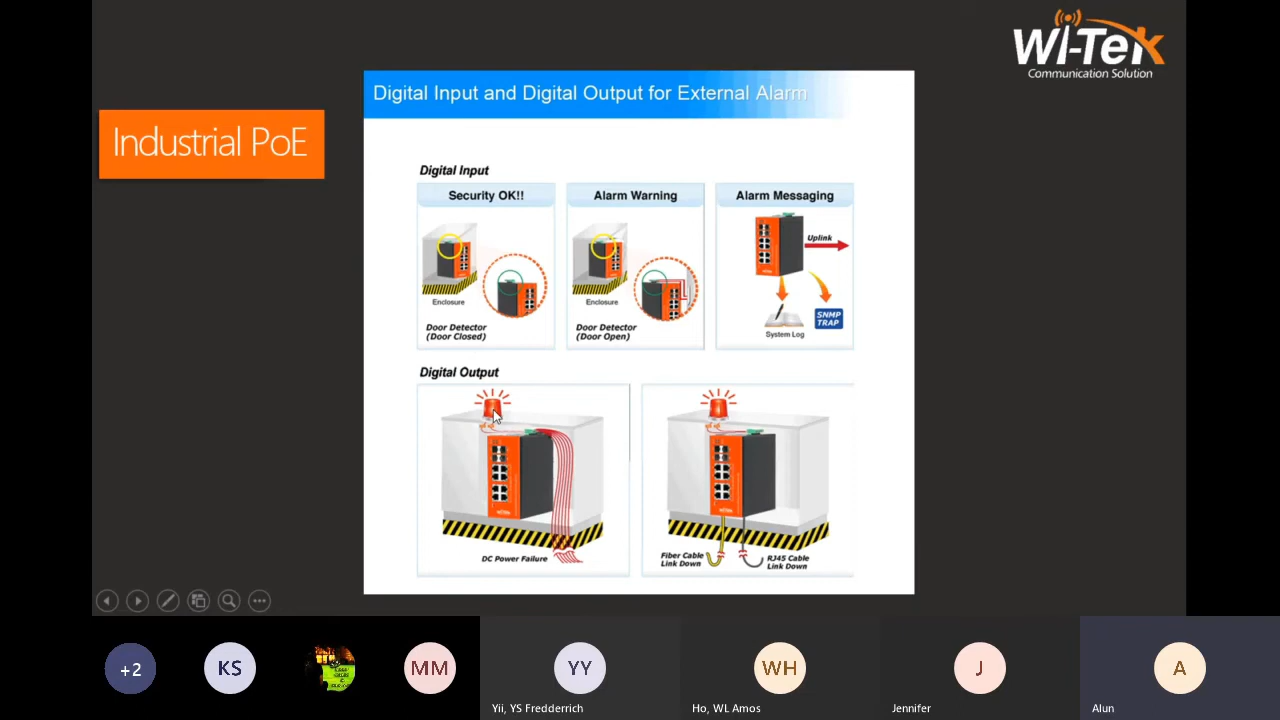 WI-Tek
Communication Solution
Digital Input and Digital Output for External Alarm
Industrial PoE
Digital Input
Security OK!!
Alarm Warning
Alarm Messaging
Uplink
Enclosure
Enclosure
Door Detector
(Door Closed)
Door Detector
(Door Open)
System Log
SNMP
TRAP
Digital Output
DC Power Failure
Fiber Cable
Link Down
RJ45 Cable
Link Down
+2
KS
MM
YY
WH
J
A
Yii, YS Fredderrich
Ho, WL Amos
Jennifer
Alun